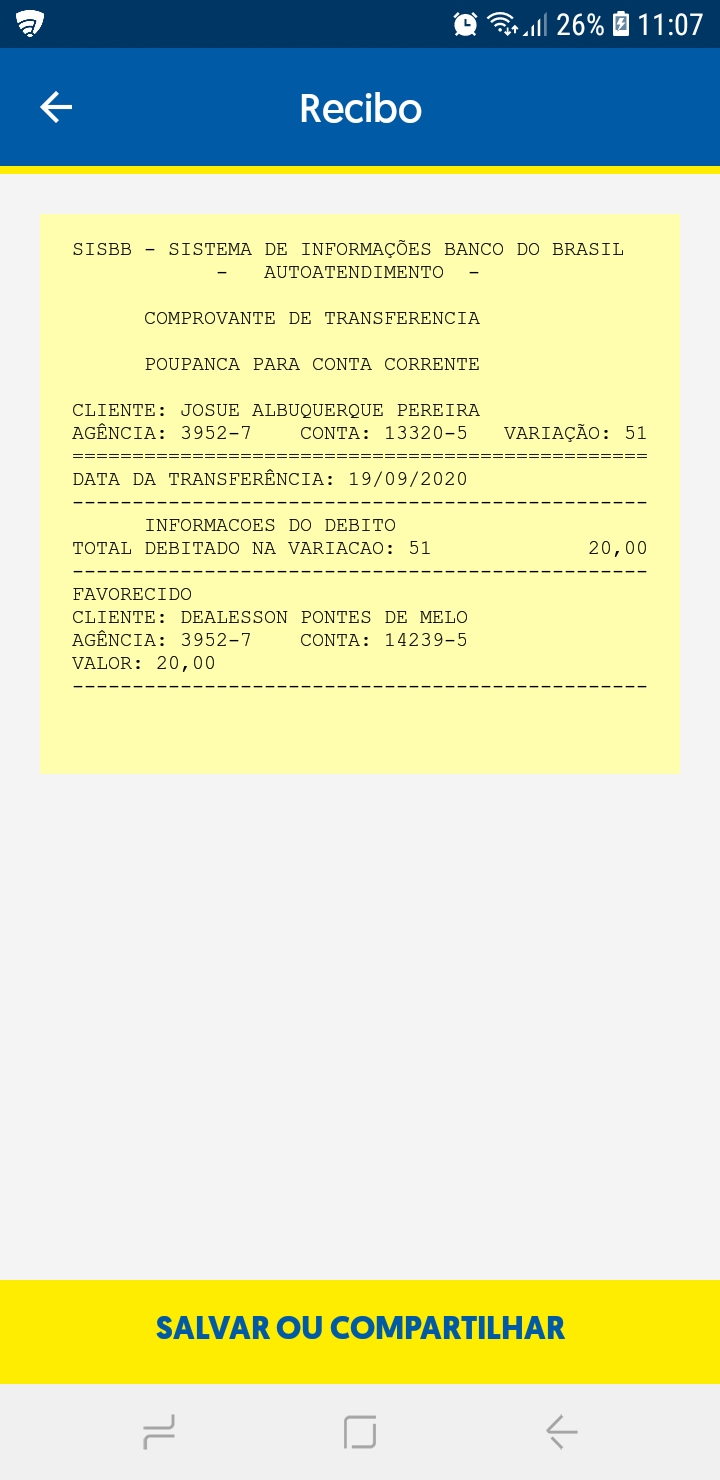 26% 11:07
Recibo
SISBB - SISTEMA DE INFORMAÇÕES BANCO DO BRASIL
- AUTOATENDIMENTO -
COMPROVANTE DE TRANSFERENCIA
POUPANCA PARA CONTA CORRENTE
CLIENTE: JOSUE ALBUQUERQUE PEREIRA
AGÊNCIA: 3952-7 CONTA: 13320-5 VARIAÇÃO: 51
================================================
DATA DA TRANSFERÊNCIA: 19/09/2020
------------------------------------------------
INFORMACOES DO DEBITO
TOTAL DEBITADO NA VARIACAO: 51 20,00
------------------------------------------------
FAVORECIDO
CLIENTE: DEALESSON PONTES DE MELO
AGÊNCIA: 3952-7 CONTA: 14239-5
VALOR: 20,00
------------------------------------------------
SALVAR OU COMPARTILHAR